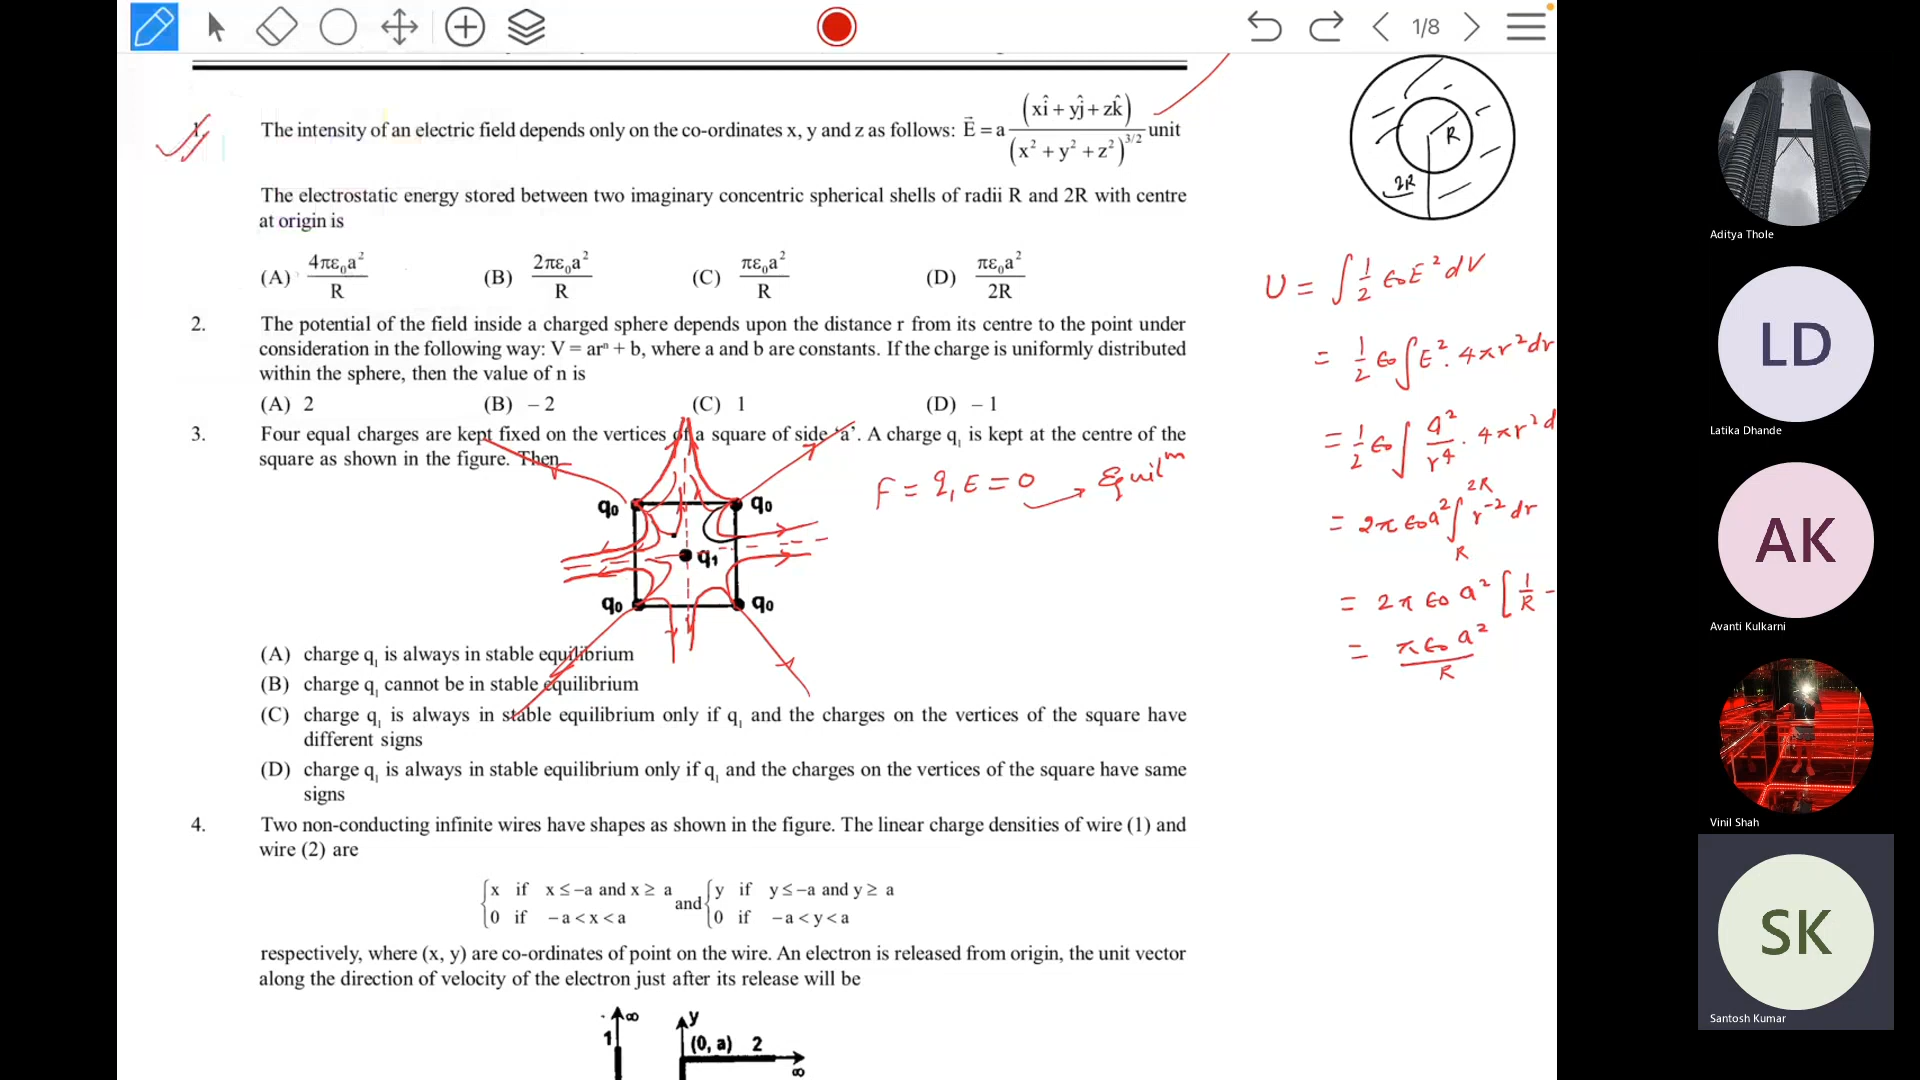 1/8
1. The intensity of an electric field depends only on the co-ordinates x, y and z as follows: E⃗ = a (xî + yĵ + zk̂) / (x² + y² + z²)^3/2 unit
The electrostatic energy stored between two imaginary concentric spherical shells of radii R and 2R with centre
at origin is
(A) 4πε₀a² / R (B) 2πε₀a² / R (C) πε₀a² / R (D) πε₀a² / 2R
2. The potential of the field inside a charged sphere depends upon the distance r from its centre to the point under
consideration in the following way: V = arⁿ + b, where a and b are constants. If the charge is uniformly distributed
within the sphere, then the value of n is
(A) 2 (B) – 2 (C) 1 (D) – 1
3. Four equal charges are kept fixed on the vertices of a square of side ‘a’. A charge q₁ is kept at the centre of the
square as shown in the figure. Then
q₀ q₀
q₁
q₀ q₀
F = q₁E = 0 → Equilᵐ
(A) charge q₁ is always in stable equilibrium
(B) charge q₁ cannot be in stable equilibrium
(C) charge q₁ is always in stable equilibrium only if q₁ and the charges on the vertices of the square have
different signs
(D) charge q₁ is always in stable equilibrium only if q₁ and the charges on the vertices of the square have same
signs
4. Two non-conducting infinite wires have shapes as shown in the figure. The linear charge densities of wire (1) and
wire (2) are
{x if x ≤ –a and x ≥ a and {y if y ≤ –a and y ≥ a
{0 if –a < x < a {0 if –a < y < a
respectively, where (x, y) are co-ordinates of point on the wire. An electron is released from origin, the unit vector
along the direction of velocity of the electron just after its release will be
∞ y
1 (0, a) 2
∞
R
2R
U = ∫ 1/2 ε₀E² dV
= 1/2 ε₀ ∫ E². 4πr² dr
= 1/2 ε₀ ∫ a²/r⁴ . 4πr² d
= 2π ε₀a² ∫_R^2R r⁻² dr
= 2π ε₀ a² [1/R -
= π ε₀ a² / R
Aditya Thole
LD
Latika Dhande
AK
Avanti Kulkarni
Vinil Shah
SK
Santosh Kumar